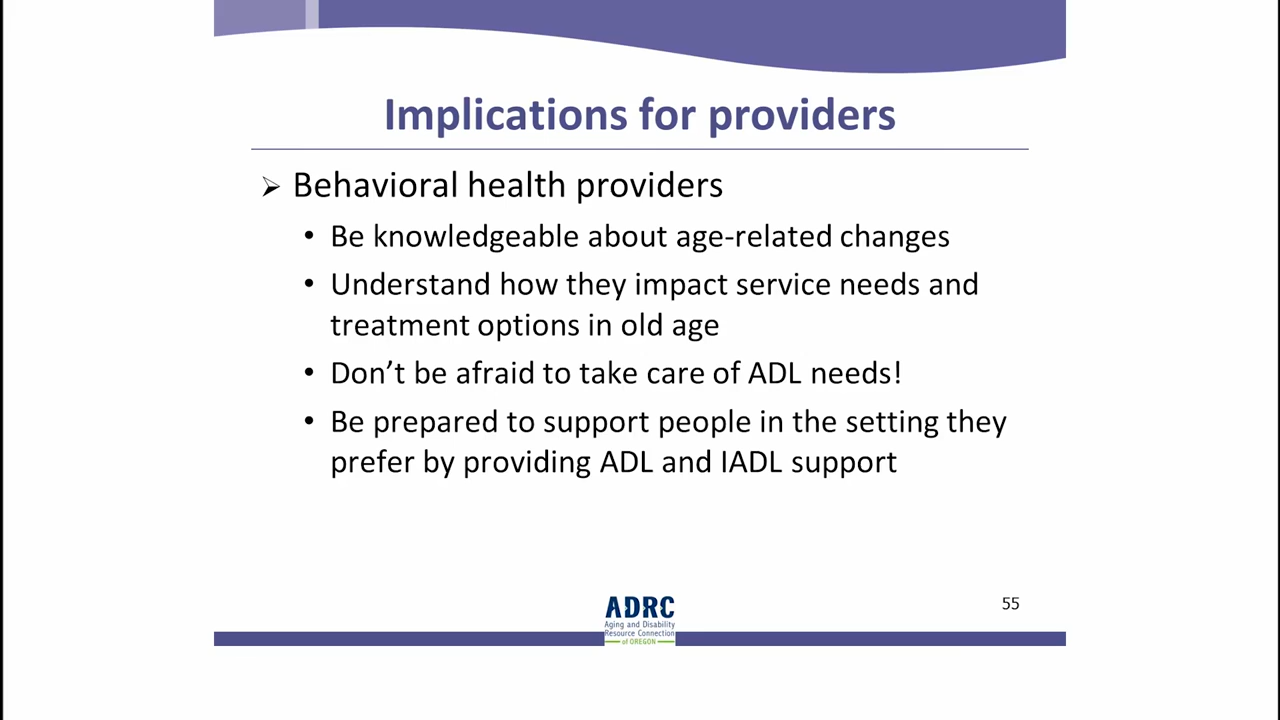 Implications for providers
➢ Behavioral health providers
• Be knowledgeable about age-related changes
• Understand how they impact service needs and
treatment options in old age
• Don’t be afraid to take care of ADL needs!
• Be prepared to support people in the setting they
prefer by providing ADL and IADL support
ADRC
Aging and Disability
Resource Connection
of OREGON
55